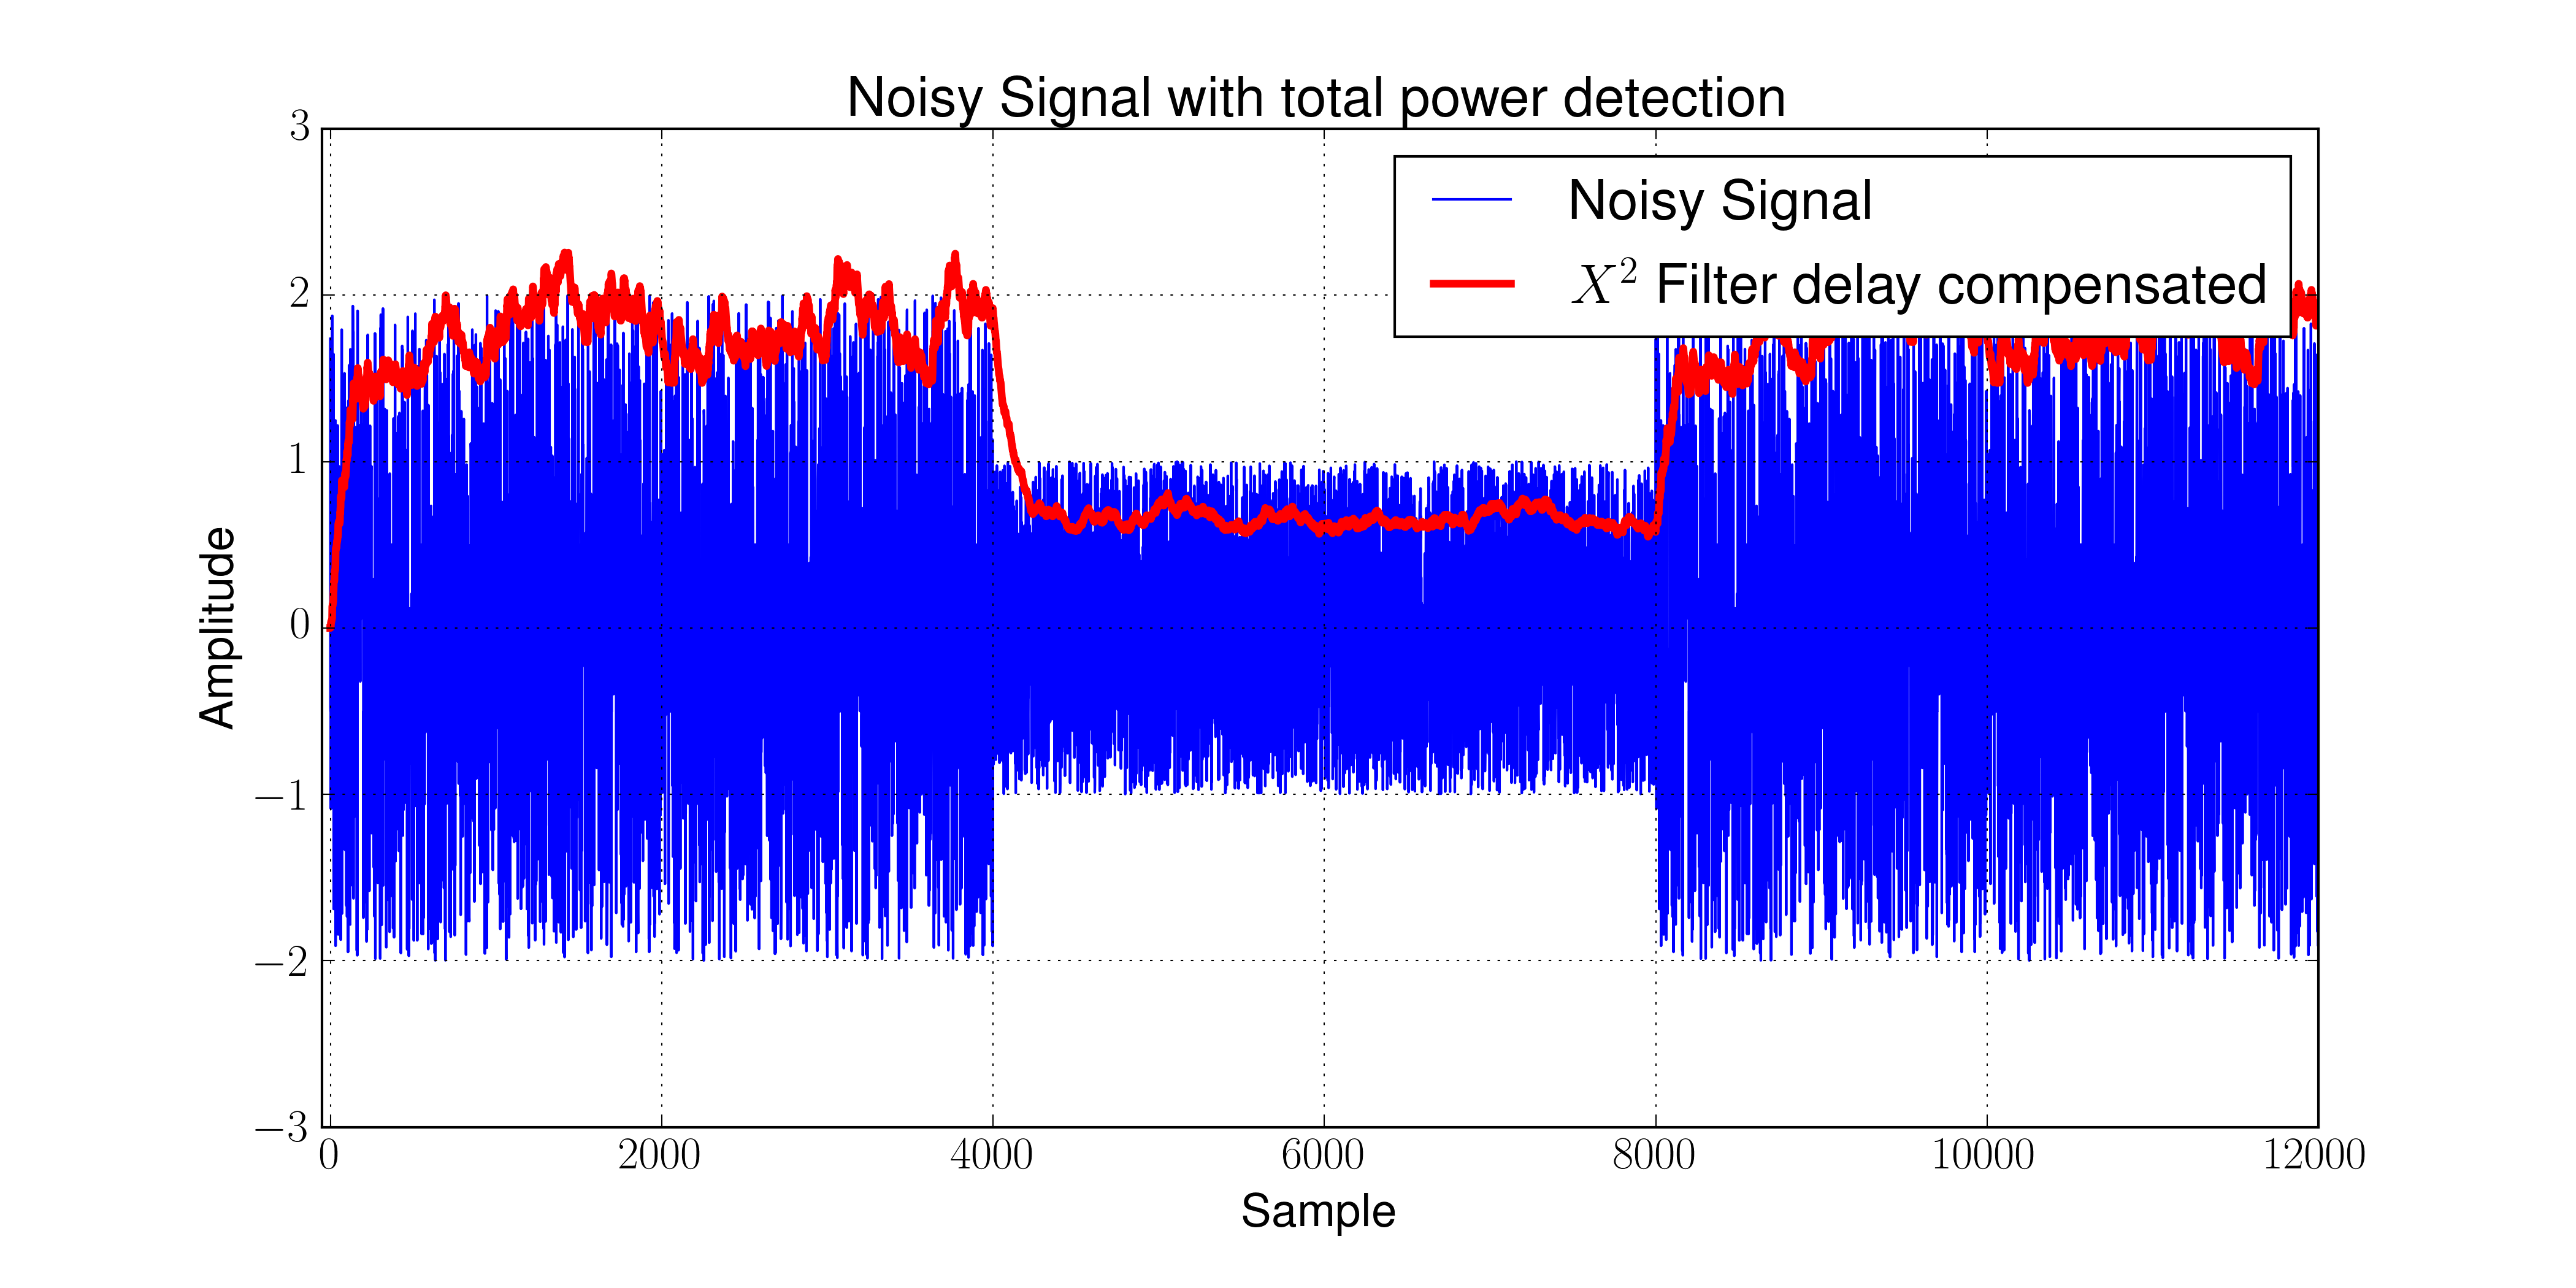 Noisy Signal with total power detection
3
2
1
0
−1
−2
−3
Amplitude
Noisy Signal
X² Filter delay compensated
0 2000 4000 6000 8000 10000 12000
Sample